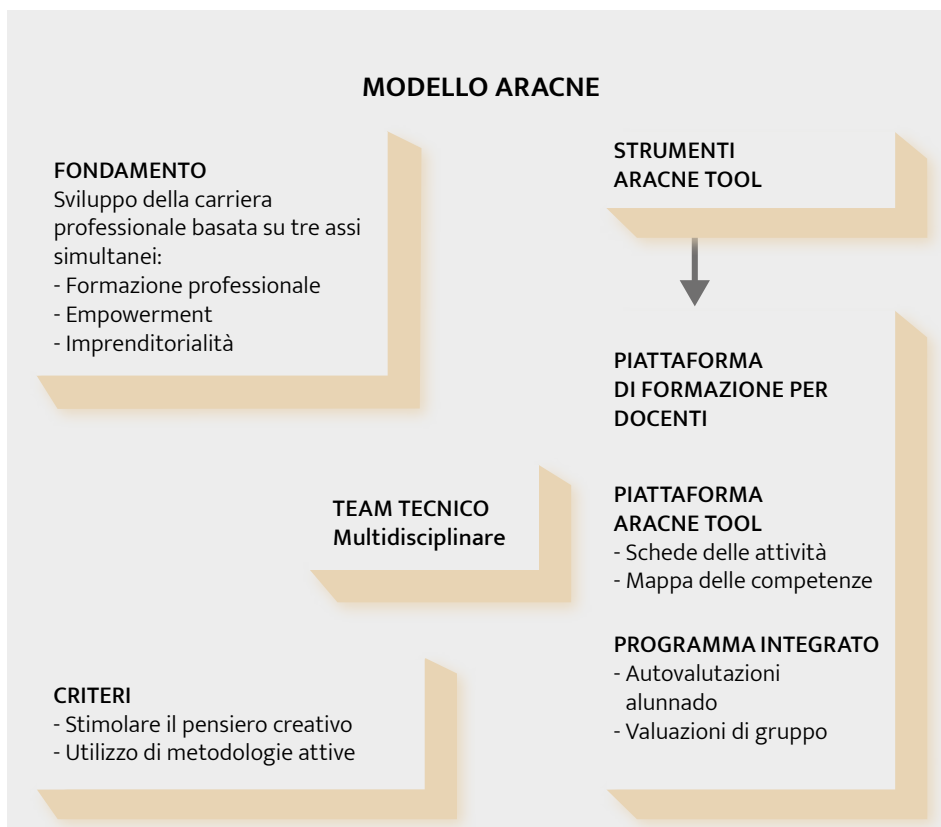 MODELLO ARACNE
FONDAMENTO
Sviluppo della carriera
professionale basata su tre assi
simultanei:
- Formazione professionale
- Empowerment
- Imprenditorialità
STRUMENTI
ARACNE TOOL
PIATTAFORMA
DI FORMAZIONE PER
DOCENTI
TEAM TECNICO
Multidisciplinare
PIATTAFORMA
ARACNE TOOL
- Schede delle attività
- Mappa delle competenze
CRITERI
- Stimolare il pensiero creativo
- Utilizzo di metodologie attive
PROGRAMMA INTEGRATO
- Autovalutazioni
alunnado
- Valuazioni di gruppo